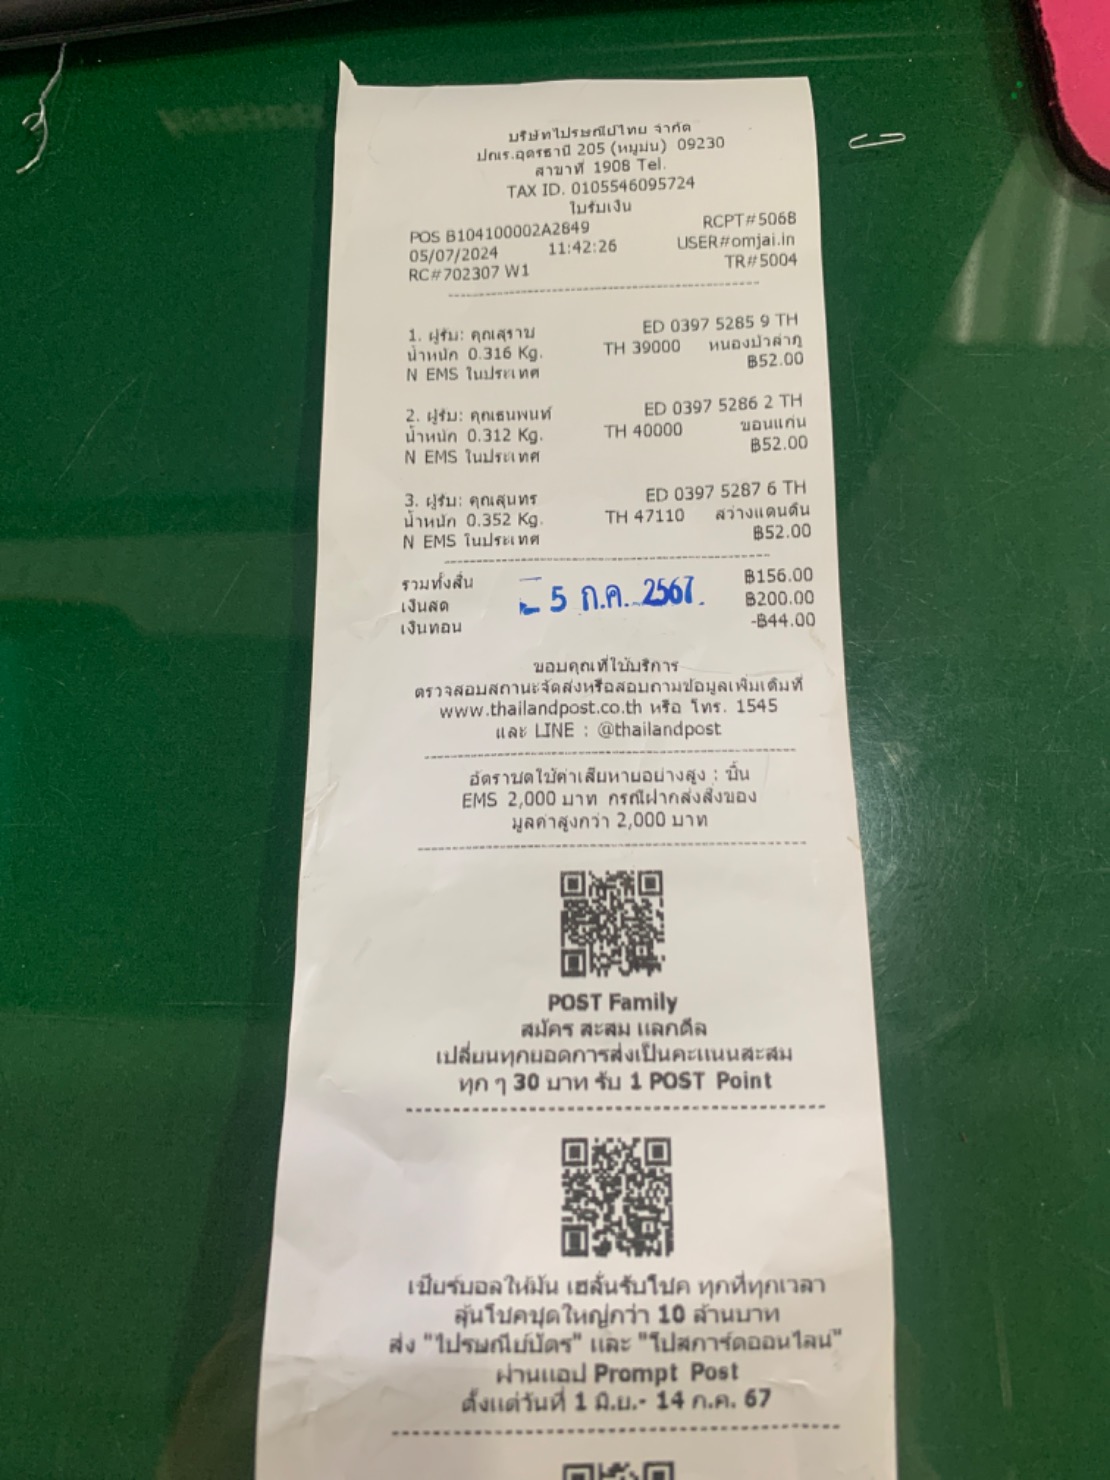 บริษัทไปรษณีย์ไทย จำกัด
ปณร.อุดรธานี 205 (หมูม่น) 09230
สาขาที่ 1908 Tel.
TAX ID. 0105546095724
ใบรับเงิน
POS B104100002A2849 RCPT#5068
05/07/2024 11:42:26 USER#omjai.in
RC#702307 W1 TR#5004
1. ผู้รับ: คุณสุราษ ED 0397 5285 9 TH
น้ำหนัก 0.316 Kg. TH 39000 หนองบัวลำภู
N EMS ในประเทศ ฿52.00
2. ผู้รับ: คุณธนพนท์ ED 0397 5286 2 TH
น้ำหนัก 0.312 Kg. TH 40000 ขอนแก่น
N EMS ในประเทศ ฿52.00
3. ผู้รับ: คุณสุนทร ED 0397 5287 6 TH
น้ำหนัก 0.352 Kg. TH 47110 สว่างแดนดิน
N EMS ในประเทศ ฿52.00
รวมทั้งสิ้น ฿156.00
เงินสด - 5 ก.ค. 2567 ฿200.00
เงินทอน -฿44.00
ขอบคุณที่ใช้บริการ
ตรวจสอบสถานะจัดส่งหรือสอบถามข้อมูลเพิ่มเติมที่
www.thailandpost.co.th หรือ โทร. 1545
และ LINE : @thailandpost
อัตราชดใช้ค่าเสียหายอย่างสูง : ชิ้น
EMS 2,000 บาท กรณีฝากส่งสิ่งของ
มูลค่าสูงกว่า 2,000 บาท
POST Family
สมัคร สะสม แลกดีล
เปลี่ยนทุกยอดการส่งเป็นคะแนนสะสม
ทุก ๆ 30 บาท รับ 1 POST Point
เชียร์บอลให้มัน เฮลั่นรับโชค ทุกที่ทุกเวลา
ลุ้นโชคชุดใหญ่กว่า 10 ล้านบาท
ส่ง "ไปรษณีย์บัตร" และ "โปสการ์ดออนไลน์"
ผ่านแอป Prompt Post
ตั้งแต่วันที่ 1 มิ.ย.- 14 ก.ค. 67